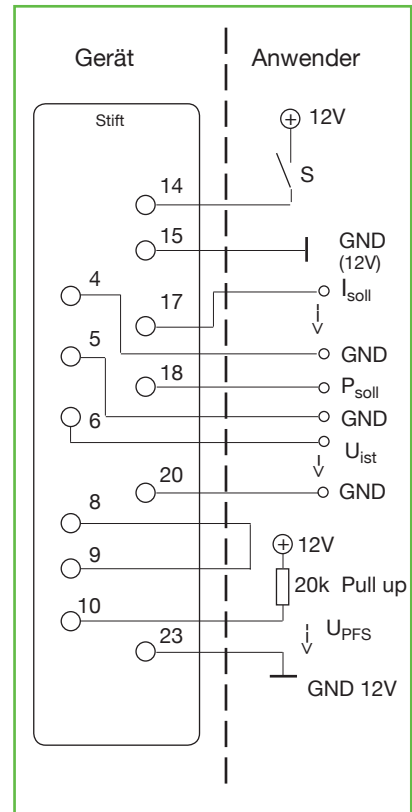 Gerät Anwender
Stift
12V
S
14
15
GND
(12V)
4
I soll
17
5
GND
18
P soll
6
GND
U ist
20
GND
8
12V
9
20k Pull up
10
U PFS
23
GND 12V